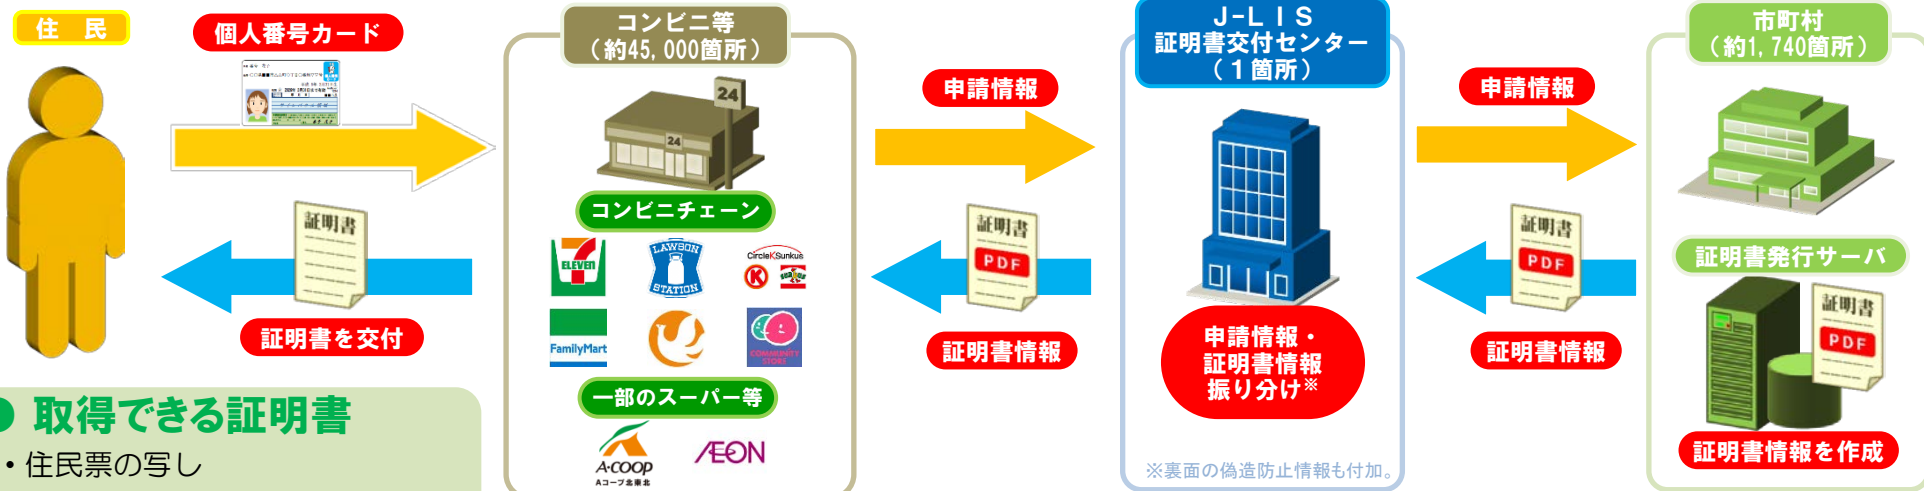 住　民
個人番号カード
証明書
証明書を交付
● 取得できる証明書
・住民票の写し
コンビニ等
（約45,000箇所）
24
24
コンビニチェーン
7
ELEVEN
LAWSON
STATION
CircleKSunkus
K
FamilyMart
COMMUNITY
STORE
一部のスーパー等
A·COOP
Aコープ北東北
ÆON
申請情報
証明書
PDF
証明書情報
J-LIS
証明書交付センター
（１箇所）
申請情報・
証明書情報
振り分け※
※裏面の偽造防止情報も付加。
申請情報
証明書
PDF
証明書情報
市町村
（約1,740箇所）
証明書発行サーバ
証明書
PDF
証明書情報を作成